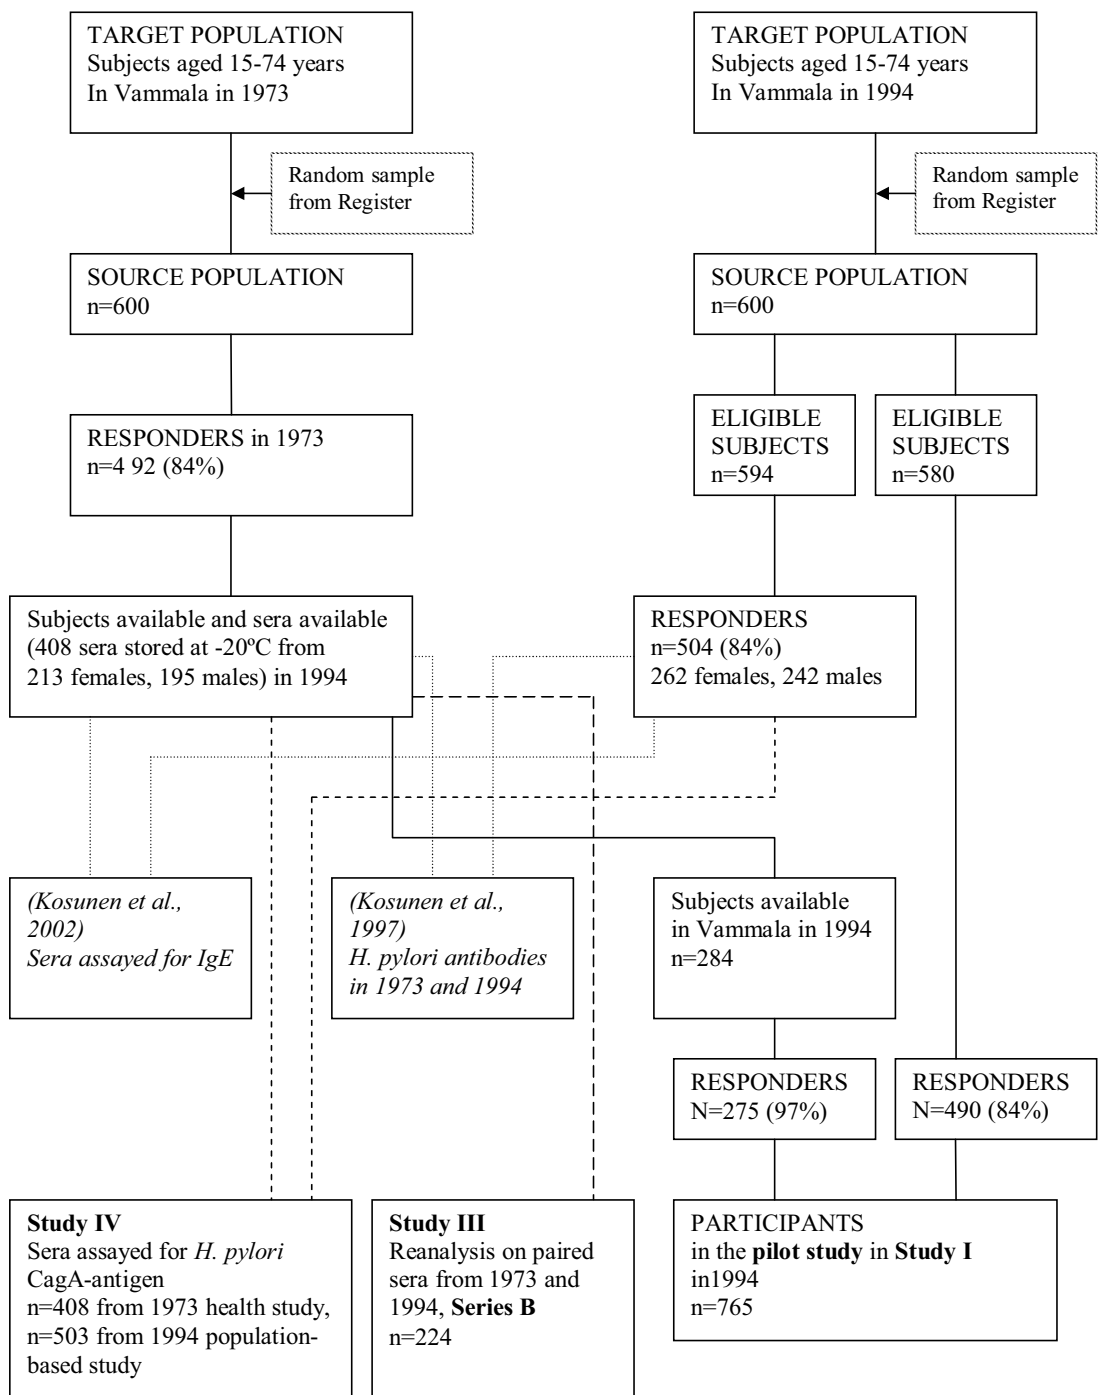 TARGET POPULATION
Subjects aged 15-74 years
In Vammala in 1973
TARGET POPULATION
Subjects aged 15-74 years
In Vammala in 1994
Random sample
from Register
Random sample
from Register
SOURCE POPULATION
n=600
SOURCE POPULATION
n=600
RESPONDERS in 1973
n=4 92 (84%)
ELIGIBLE
SUBJECTS
n=594
ELIGIBLE
SUBJECTS
n=580
Subjects available and sera available
(408 sera stored at -20ºC from
213 females, 195 males) in 1994
RESPONDERS
n=504 (84%)
262 females, 242 males
(Kosunen et al.,
2002)
Sera assayed for IgE
(Kosunen et al.,
1997)
H. pylori antibodies
in 1973 and 1994
Subjects available
in Vammala in 1994
n=284
RESPONDERS
N=275 (97%)
RESPONDERS
N=490 (84%)
Study IV
Sera assayed for H. pylori
CagA-antigen
n=408 from 1973 health study,
n=503 from 1994 population-
based study
Study III
Reanalysis on paired
sera from 1973 and
1994, Series B
n=224
PARTICIPANTS
in the pilot study in Study I
in1994
n=765